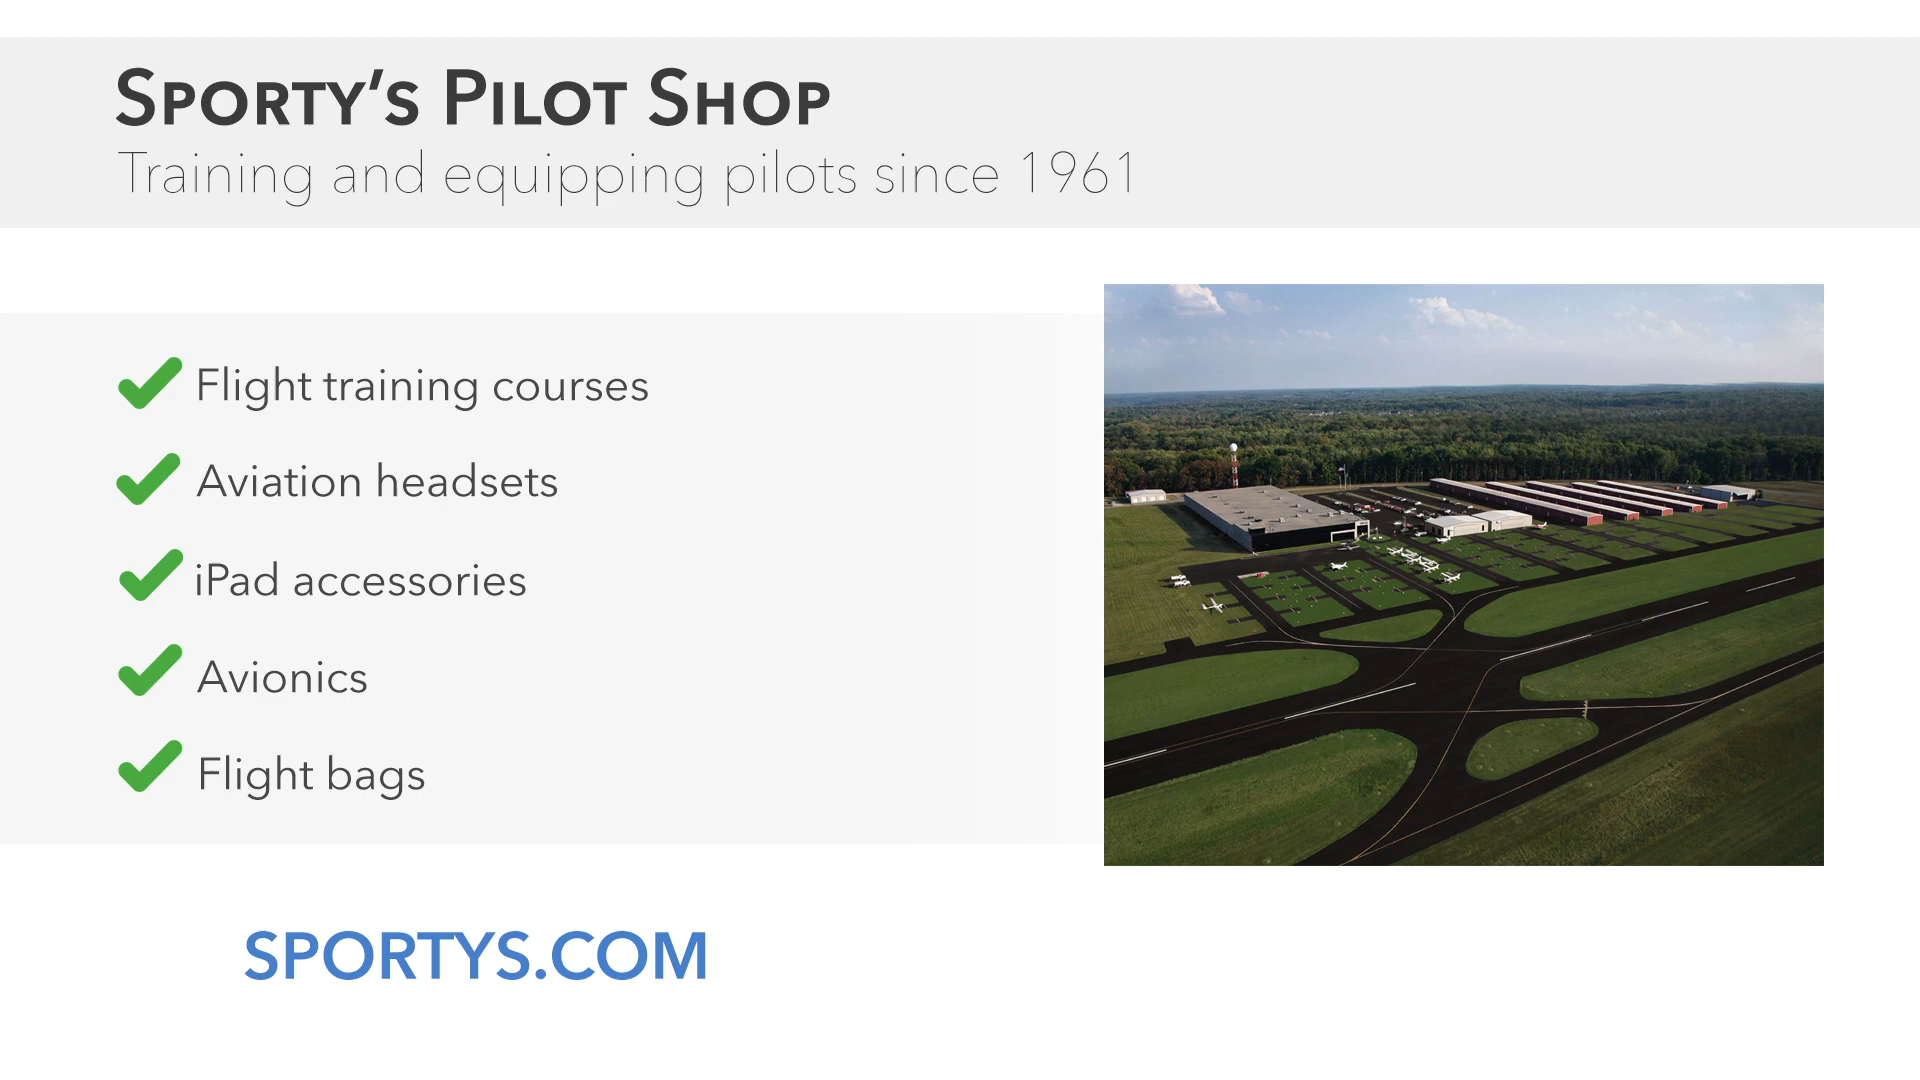 Sporty’s Pilot Shop
Training and equipping pilots since 1961
Flight training courses
Aviation headsets
iPad accessories
Avionics
Flight bags
SPORTYS.COM